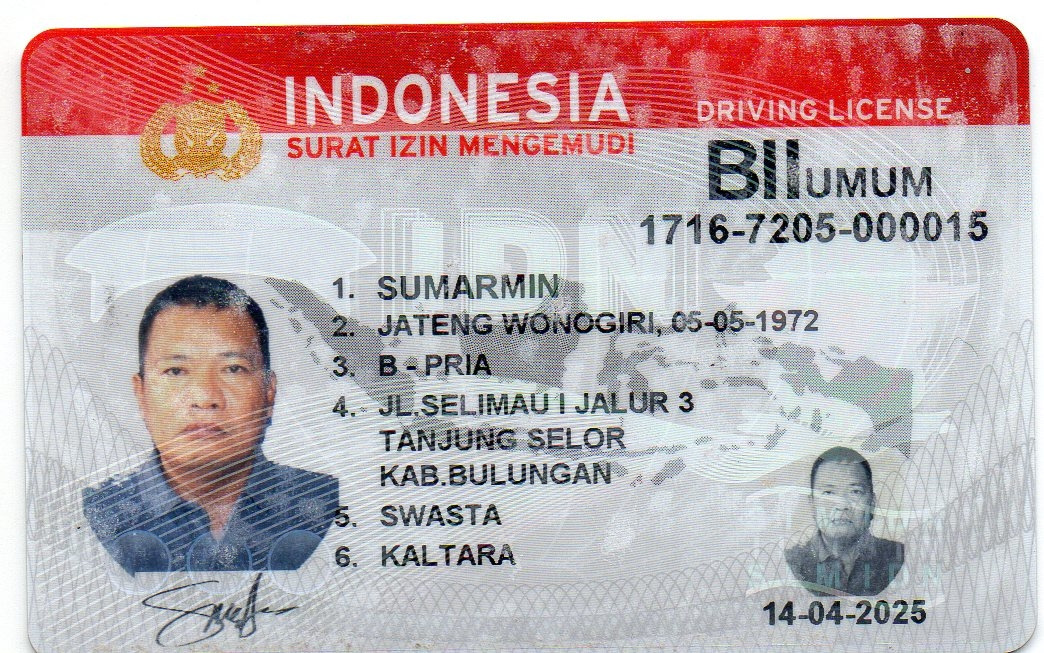 INDONESIA
SURAT IZIN MENGEMUDI
DRIVING LICENSE
BII UMUM
1716-7205-000015
IDN
1. SUMARMIN
2. JATENG WONOGIRI, 05-05-1972
3. B - PRIA
4. JL.SELIMAU I JALUR 3
TANJUNG SELOR
KAB.BULUNGAN
5. SWASTA
6. KALTARA
14-04-2025